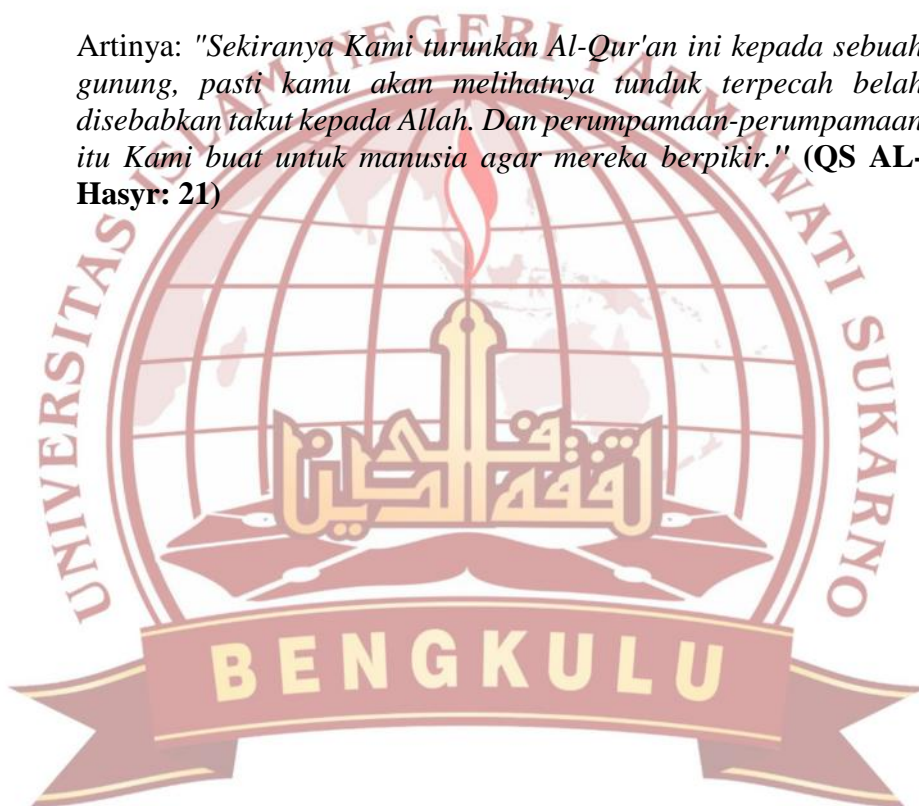 Artinya: "Sekiranya Kami turunkan Al-Qur'an ini kepada sebuah
gunung, pasti kamu akan melihatnya tunduk terpecah belah
disebabkan takut kepada Allah. Dan perumpamaan-perumpamaan
itu Kami buat untuk manusia agar mereka berpikir." (QS AL-
Hasyr: 21)
UNIVERSITAS ISLAM NEGERI FATMAWATI SUKARNO
لتفقه فى الدين
BENGKULU